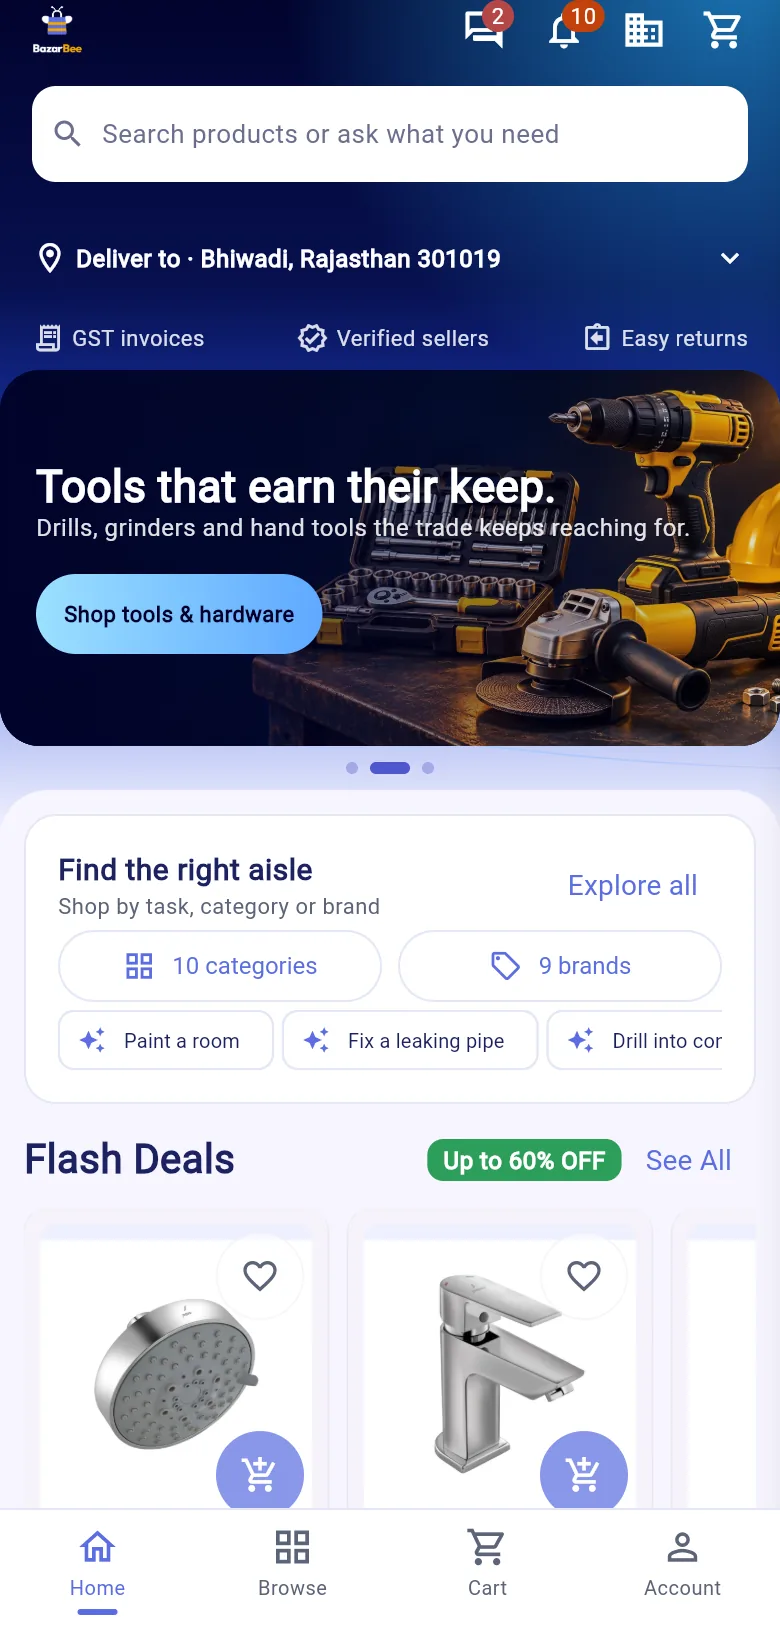 BazarBee
2
10
Search products or ask what you need
Deliver to · Bhiwadi, Rajasthan 301019
GST invoices
Verified sellers
Easy returns
Tools that earn their keep.
Drills, grinders and hand tools the trade keeps reaching for.
Shop tools & hardware
Find the right aisle
Shop by task, category or brand
Explore all
10 categories
9 brands
Paint a room
Fix a leaking pipe
Drill into cor
Flash Deals
Up to 60% OFF
See All
Home
Browse
Cart
Account